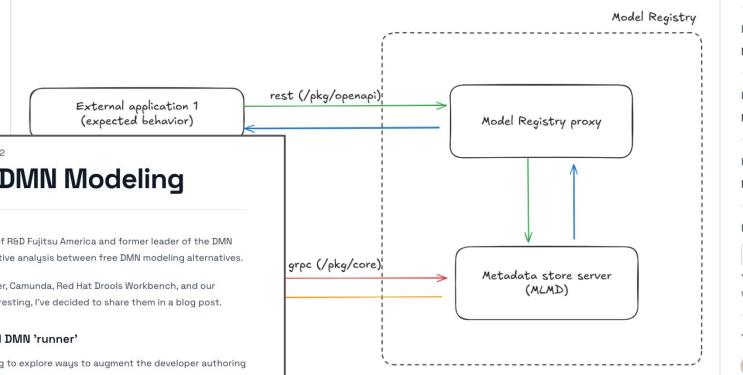 Model Registry
rest (/pkg/openapi)
External application 1
(expected behavior)
Model Registry proxy
2
DMN Modeling
of R&D Fujitsu America and former leader of the DMN
tive analysis between free DMN modeling alternatives.
grpc (/pkg/core)
Metadata store server
(MLMD)
er, Camunda, Red Hat Drools Workbench, and our
resting, I've decided to share them in a blog post.
DMN 'runner'
g to explore ways to augment the developer authoring